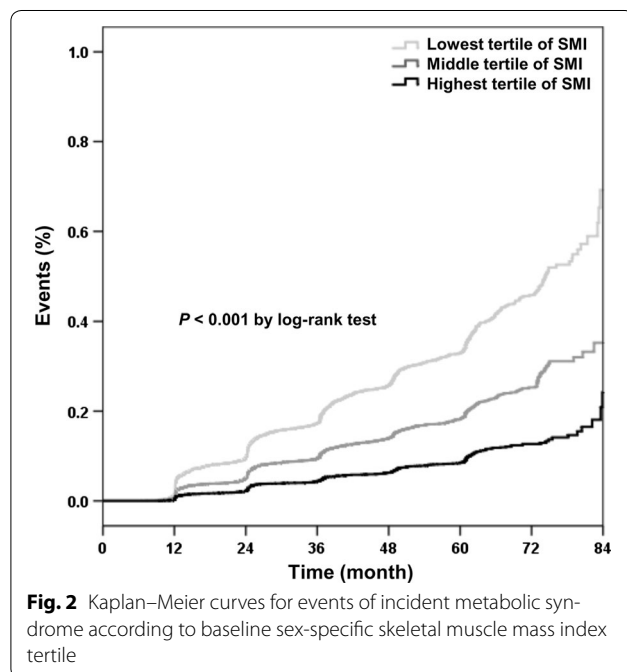 1.0
0.8
0.6
0.4
0.2
0.0
Events (%)
Lowest tertile of SMI
Middle tertile of SMI
Highest tertile of SMI
P < 0.001 by log-rank test
0 12 24 36 48 60 72 84
Time (month)
Fig. 2 Kaplan–Meier curves for events of incident metabolic syn-
drome according to baseline sex-specific skeletal muscle mass index
tertile